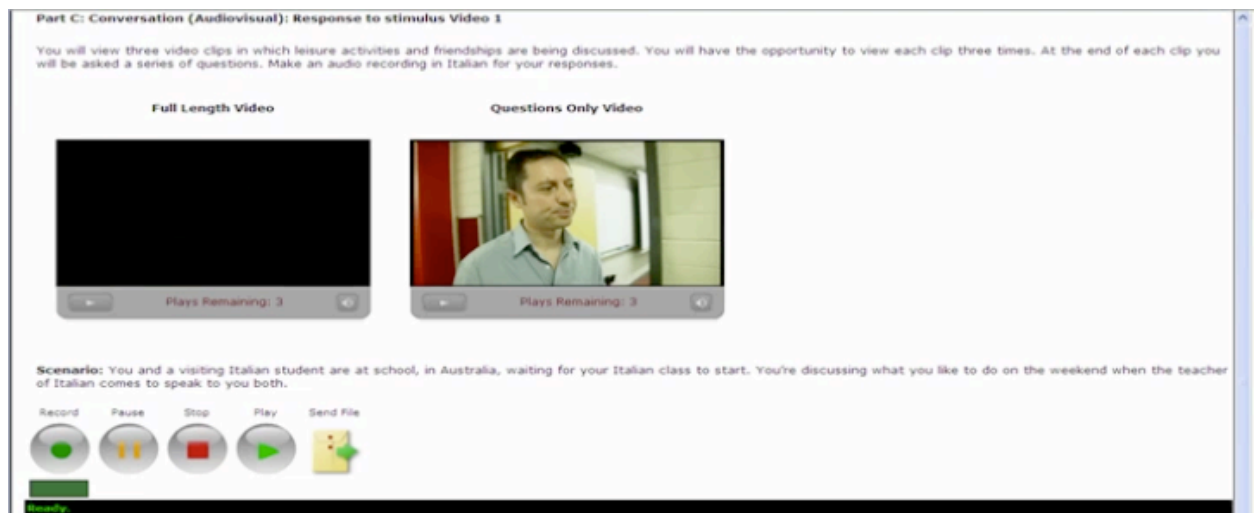 Part C: Conversation (Audiovisual): Response to stimulus Video 1
You will view three video clips in which leisure activities and friendships are being discussed. You will have the opportunity to view each clip three times. At the end of each clip you
will be asked a series of questions. Make an audio recording in Italian for your responses.
Full Length Video Questions Only Video
Plays Remaining: 3 Plays Remaining: 3
Scenario: You and a visiting Italian student are at school, in Australia, waiting for your Italian class to start. You're discussing what you like to do on the weekend when the teacher
of Italian comes to speak to you both.
Record Pause Stop Play Send File
Ready.